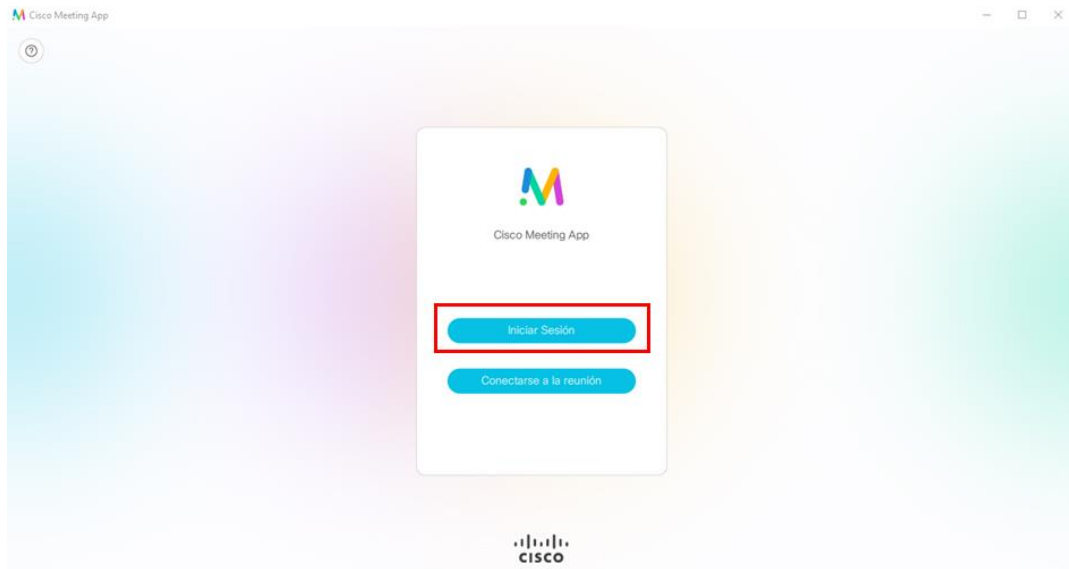 Cisco Meeting App
Cisco Meeting App
Iniciar Sesión
Conectarse a la reunión
CISCO